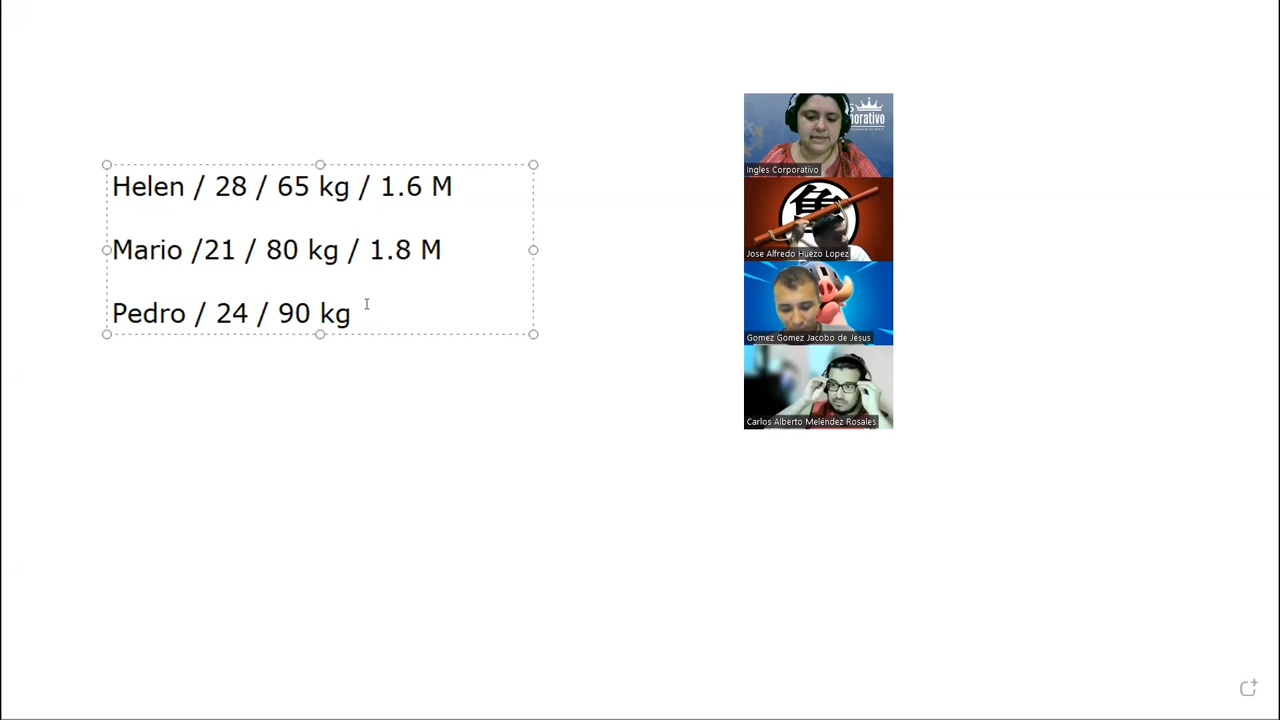 Helen / 28 / 65 kg / 1.6 M
Mario /21 / 80 kg / 1.8 M
Pedro / 24 / 90 kg
S
orativo
Ingles Corporativo
Jose Alfredo Huezo Lopez
Gomez Gomez Jacobo de Jesus
Carlos Alberto Meléndez Rosales